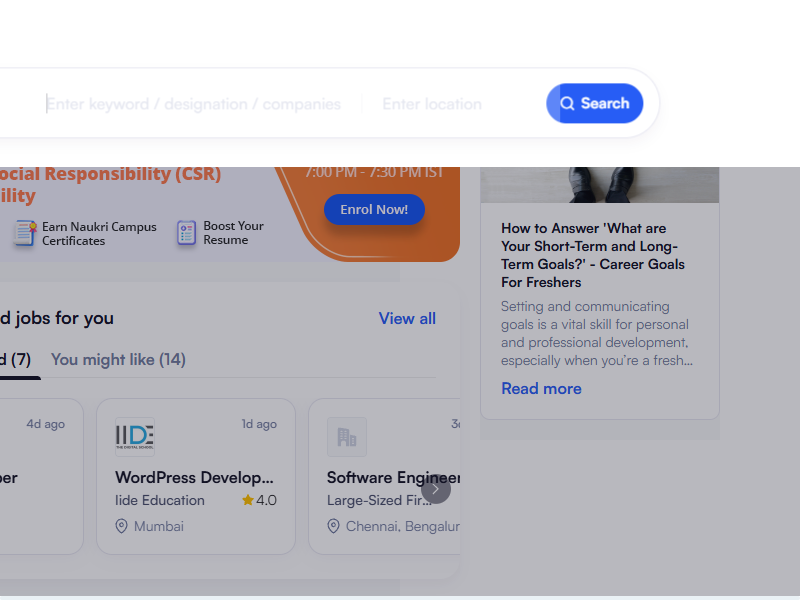 Enter keyword / designation / companies
Enter location
Search
ocial Responsibility (CSR)
ility
7:00 PM - 7:30 PM IST
Enrol Now!
Earn Naukri Campus
Certificates
Boost Your
Resume
How to Answer 'What are
Your Short-Term and Long-
Term Goals?' - Career Goals
For Freshers
Setting and communicating
goals is a vital skill for personal
and professional development,
especially when you're a fresh...
Read more
d jobs for you
View all
d (7)
You might like (14)
4d ago
ber
IIDE
THE DIGITAL SCHOOL
1d ago
WordPress Develop...
Iide Education
4.0
Mumbai
3d
Software Engineer
Large-Sized Fir...
Chennai, Bengalur